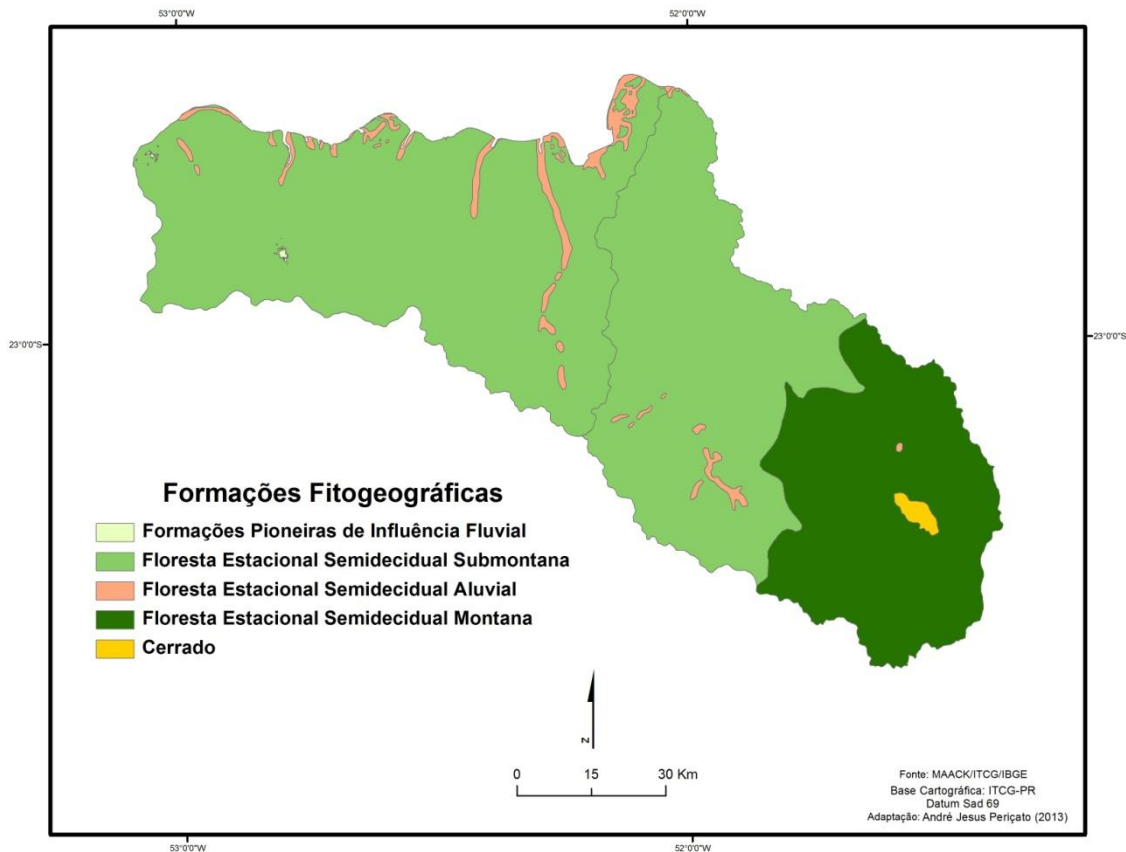 53°0'0"W
52°0'0"W
23°0'0"S
23°0'0"S
Formações Fitogeográficas
Formações Pioneiras de Influência Fluvial
Floresta Estacional Semidecidual Submontana
Floresta Estacional Semidecidual Aluvial
Floresta Estacional Semidecidual Montana
Cerrado
N
0 15 30 Km
Fonte: MAACK/ITCG/IBGE
Base Cartográfica: ITCG-PR
Datum Sad 69
Adaptação: André Jesus Periçato (2013)
53°0'0"W
52°0'0"W